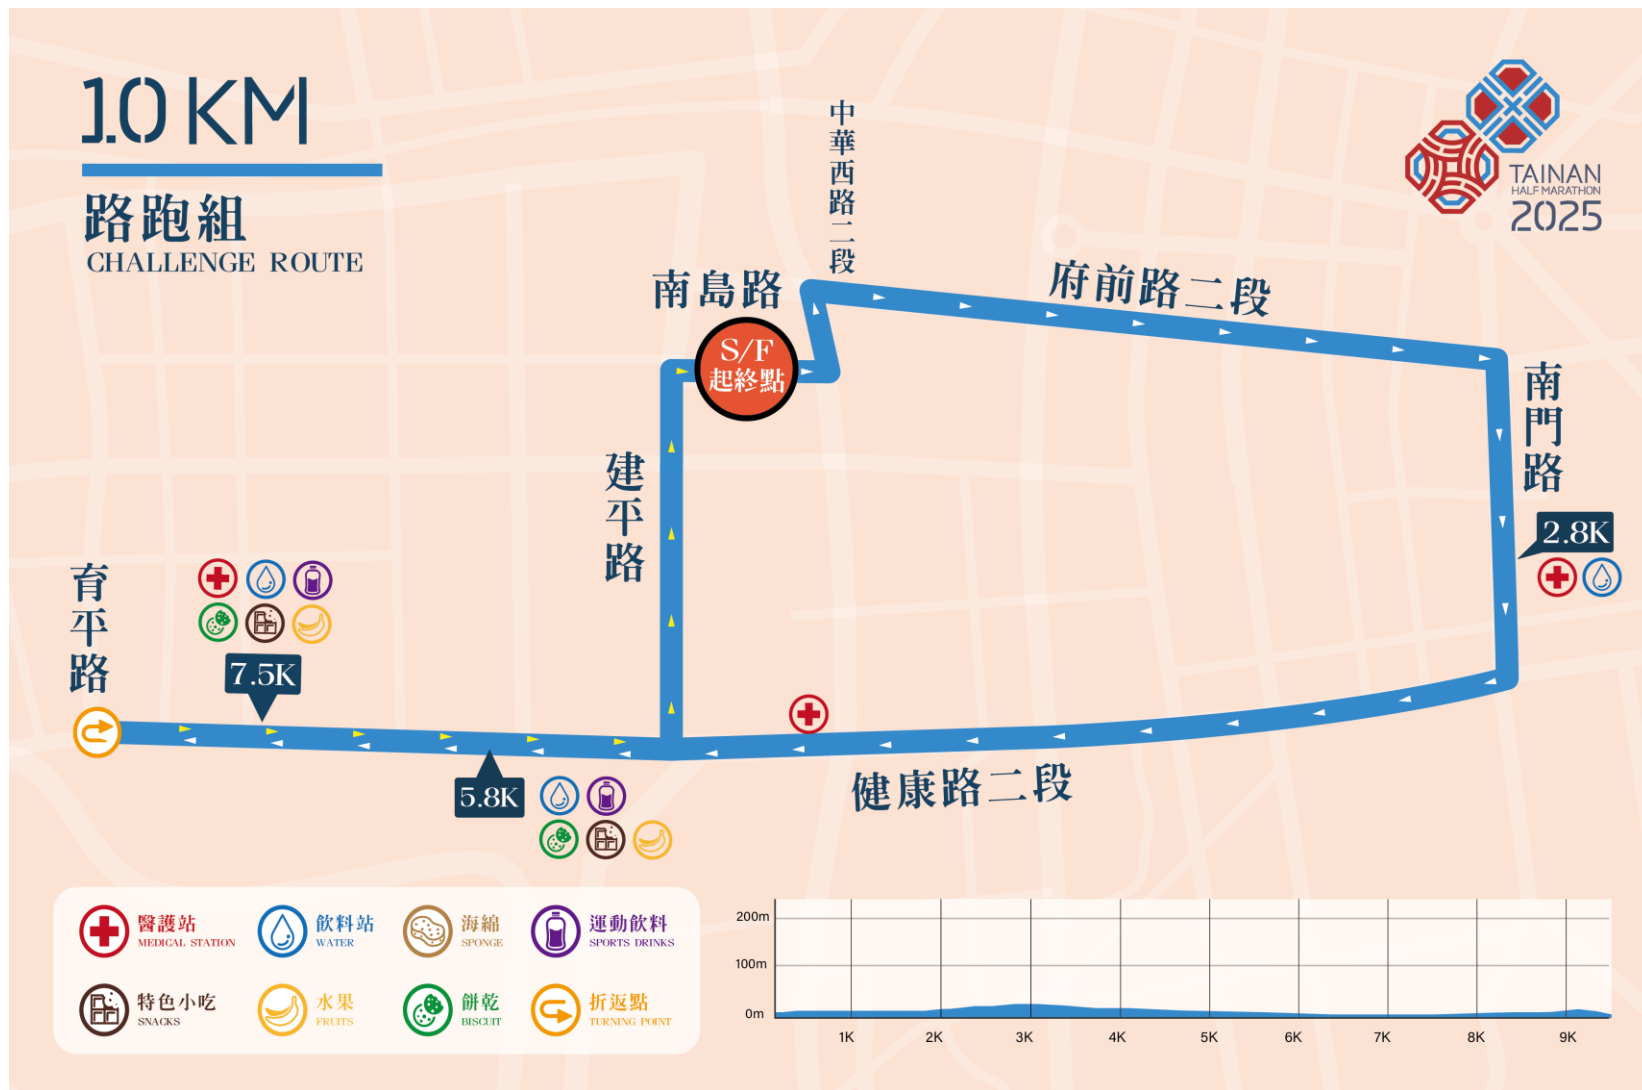 10 KM
路跑組
CHALLENGE ROUTE
TAINAN
HALF MARATHON
2025
中華西路二段
南島路
府前路二段
S/F
起終點
南門路
建平路
2.8K
育平路
7.5K
5.8K
健康路二段
醫護站
MEDICAL STATION
飲料站
WATER
海綿
SPONGE
運動飲料
SPORTS DRINKS
特色小吃
SNACKS
水果
FRUITS
餅乾
BISCUIT
折返點
TURNING POINT
200m
100m
0m
1K 2K 3K 4K 5K 6K 7K 8K 9K